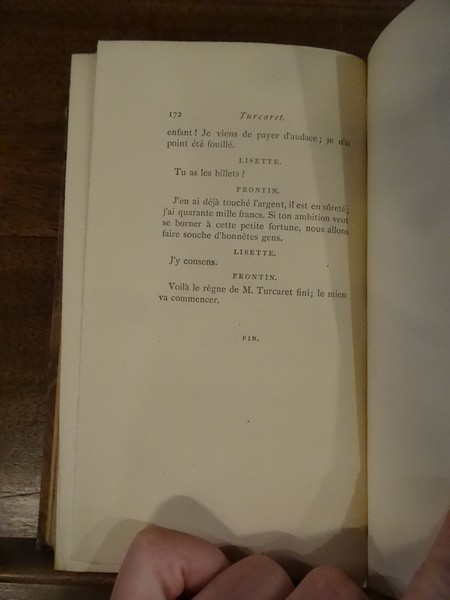 172 Turcaret.
enfant! Je viens de payer d'audace; je n'ai
point été fouillé.
LISETTE.
Tu as les billets?
FRONTIN.
J'en ai déjà touché l'argent, il est en sûreté;
j'ai quarante mille francs. Si ton ambition veut
se borner à cette petite fortune, nous allons
faire souche d'honnêtes gens.
LISETTE.
J'y consens.
FRONTIN.
Voilà le règne de M. Turcaret fini; le mien
va commencer.
FIN.